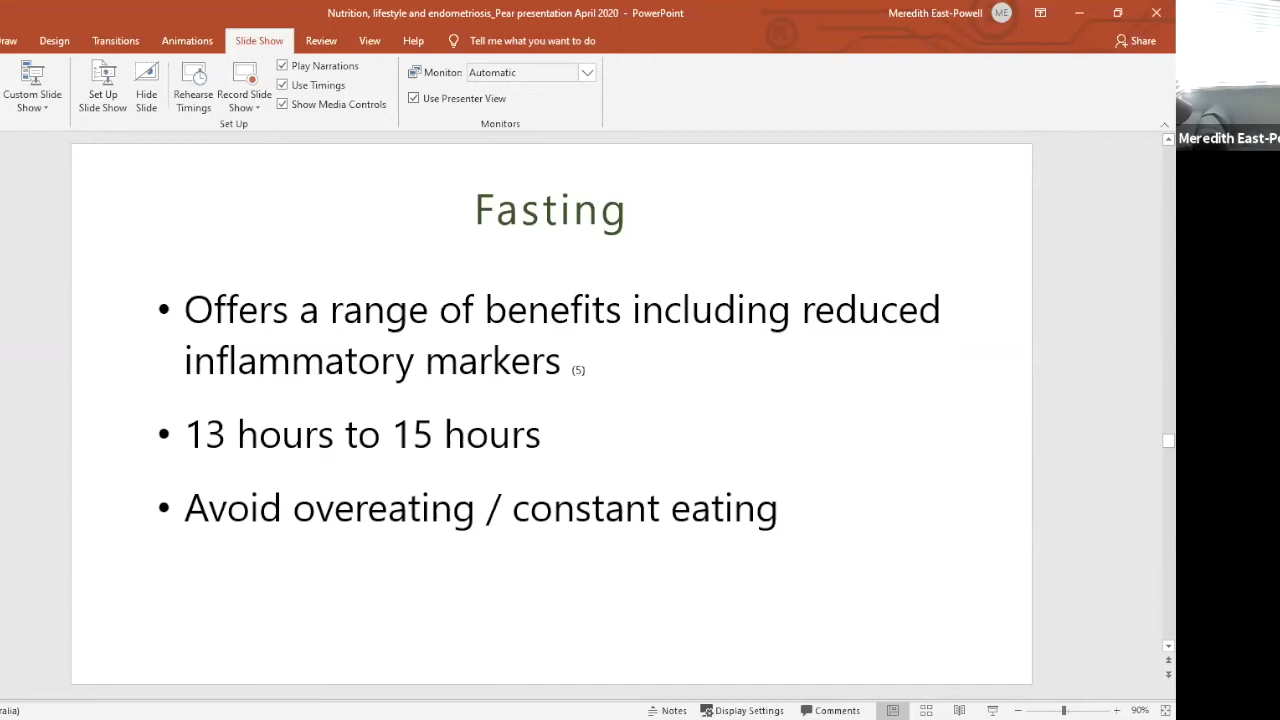 Nutrition, lifestyle and endometriosis_Pear presentation April 2020 - PowerPoint
Meredith East-Powell ME
raw Design Transitions Animations Slide Show Review View Help Tell me what you want to do Share
Custom Slide Show
Set Up Slide Show
Hide Slide
Rehearse Timings
Record Slide Show
Play Narrations
Use Timings
Show Media Controls
Set Up
Monitor: Automatic
Use Presenter View
Monitors
Meredith East-P
Fasting
• Offers a range of benefits including reduced
inflammatory markers (5)
• 13 hours to 15 hours
• Avoid overeating / constant eating
ralia) Notes Display Settings Comments 90%